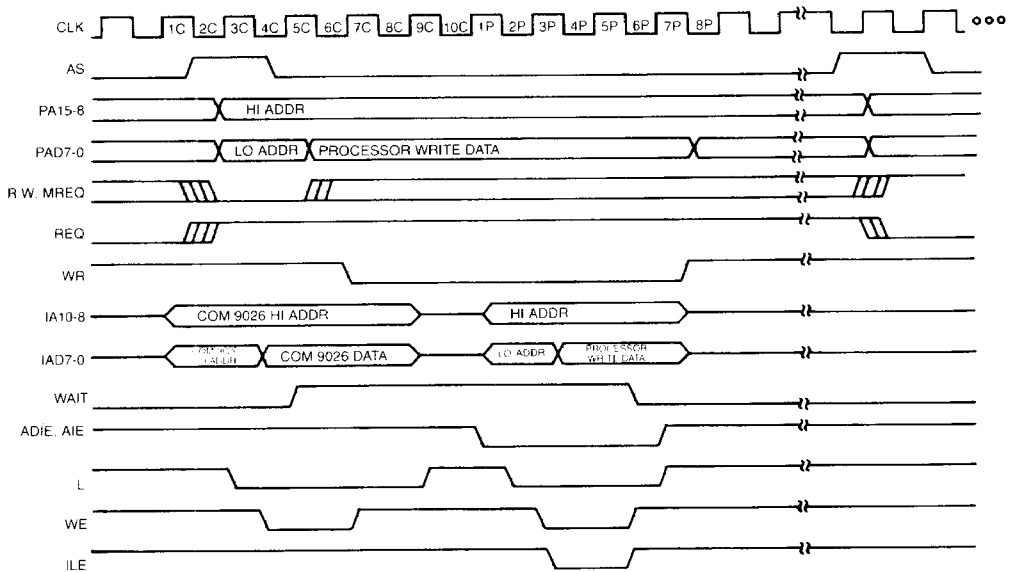 CLK 1C 2C 3C 4C 5C 6C 7C 8C 9C 10C 1P 2P 3P 4P 5P 6P 7P 8P
AS
PA15-8 HI ADDR
PAD7-0 LO ADDR PROCESSOR WRITE DATA
R W. MREQ
REQ
WR
IA10-8 COM 9026 HI ADDR HI ADDR
IAD7-0 ADDR COM 9026 DATA LO ADDR PROCESSOR WRITE DATA
WAIT
ADIE. AIE
L
WE
ILE